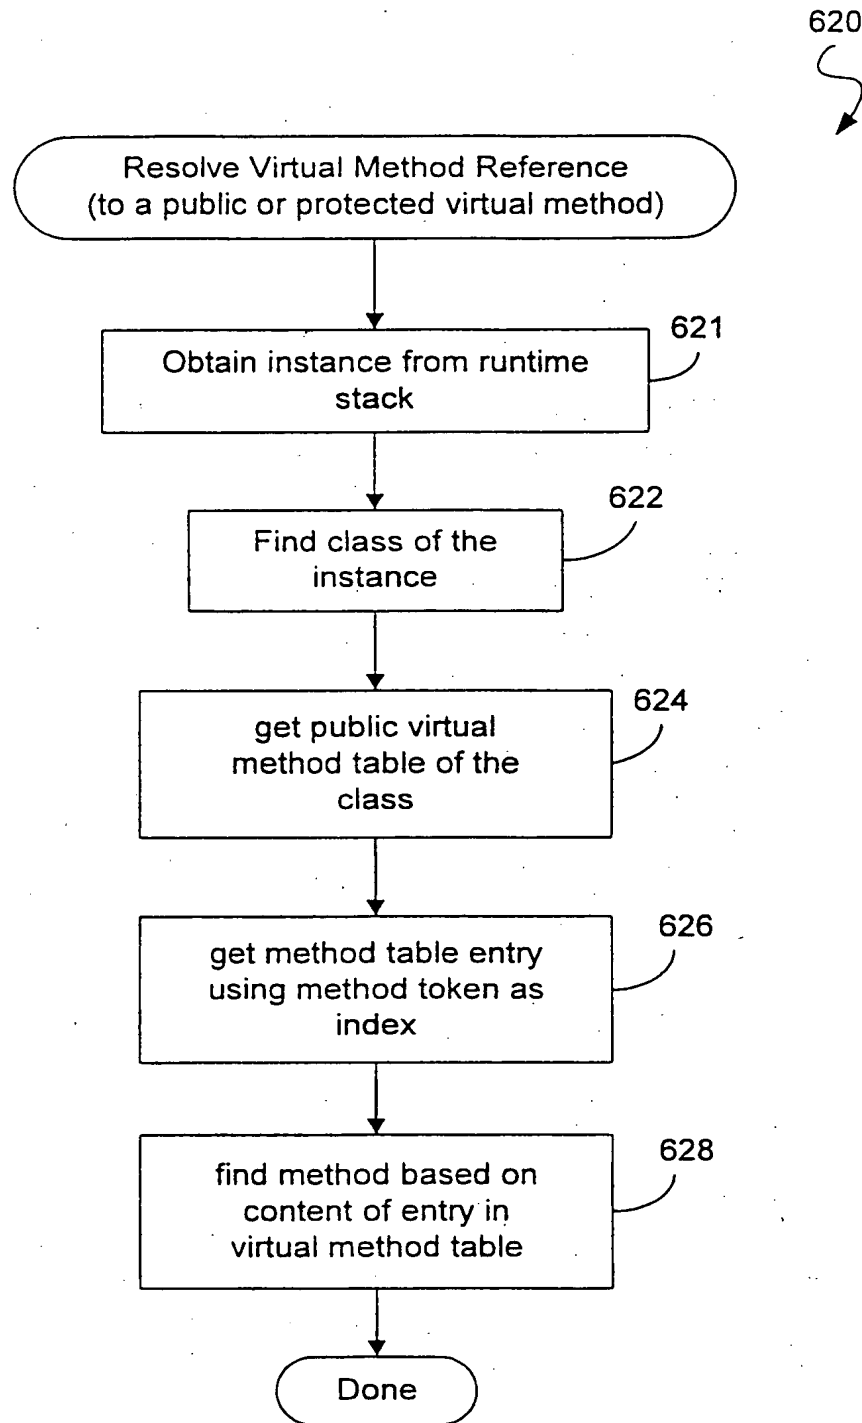 620
Resolve Virtual Method Reference
(to a public or protected virtual method)
621
Obtain instance from runtime
stack
622
Find class of the
instance
624
get public virtual
method table of the
class
626
get method table entry
using method token as
index
628
find method based on
content of entry in
virtual method table
Done